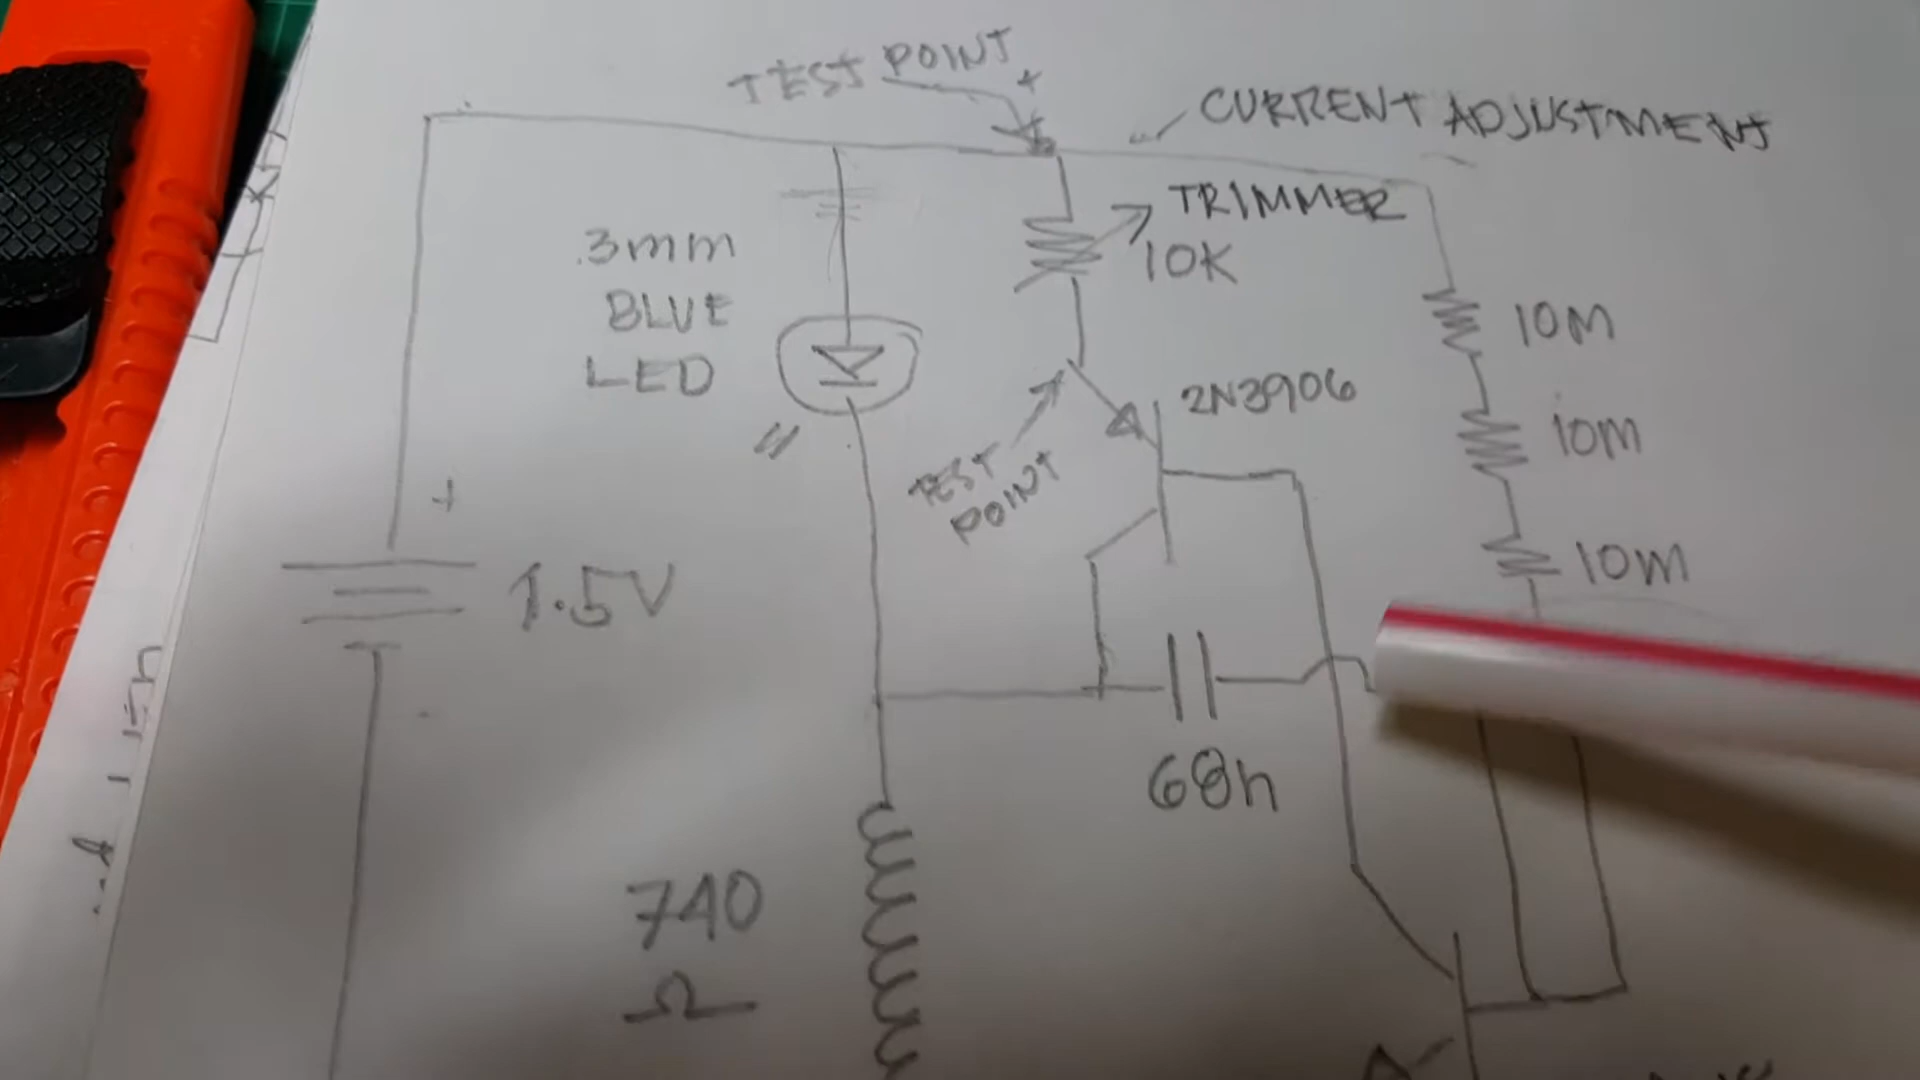 TEST POINT
+
CURRENT ADJUSTMENT
TRIMMER
10K
3mm
BLUE
LED
10M
10M
2N3906
TEST
POINT
+
1.5V
10M
-
68n
740
Ω